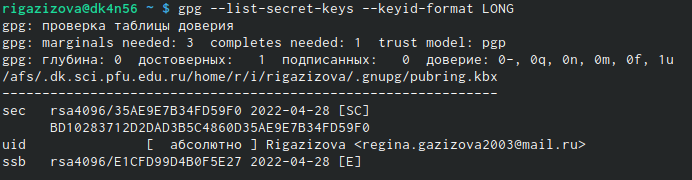 rigazizova@dk4n56 ~ $ gpg --list-secret-keys --keyid-format LONG
gpg: проверка таблицы доверия
gpg: marginals needed: 3  completes needed: 1  trust model: pgp
gpg: глубина: 0  достоверных:   1  подписанных:   0  доверие: 0-, 0q, 0n, 0m, 0f, 1u
/afs/.dk.sci.pfu.edu.ru/home/r/i/rigazizova/.gnupg/pubring.kbx
--------------------------------------------------------------
sec   rsa4096/35AE9E7B34FD59F0 2022-04-28 [SC]
      BD10283712D2DAD3B5C4860D35AE9E7B34FD59F0
uid               [  абсолютно ] Rigazizova <regina.gazizova2003@mail.ru>
ssb   rsa4096/E1CFD99D4B0F5E27 2022-04-28 [E]